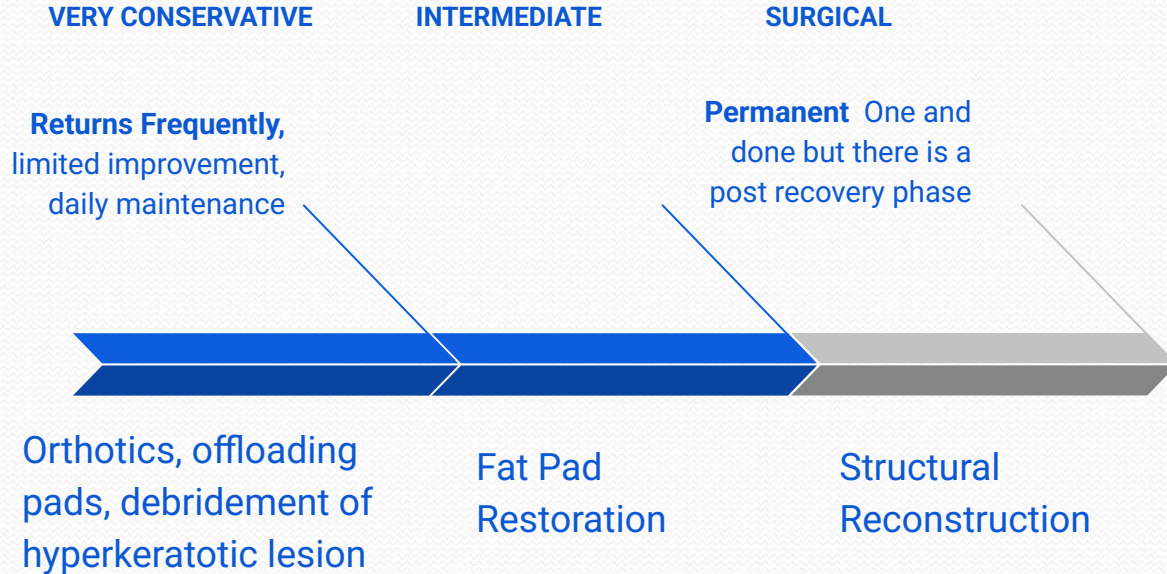 VERY CONSERVATIVE
INTERMEDIATE
SURGICAL
Returns Frequently,
limited improvement,
daily maintenance
Permanent One and
done but there is a
post recovery phase
Orthotics, offloading
pads, debridement of
hyperkeratotic lesion
Fat Pad
Restoration
Structural
Reconstruction